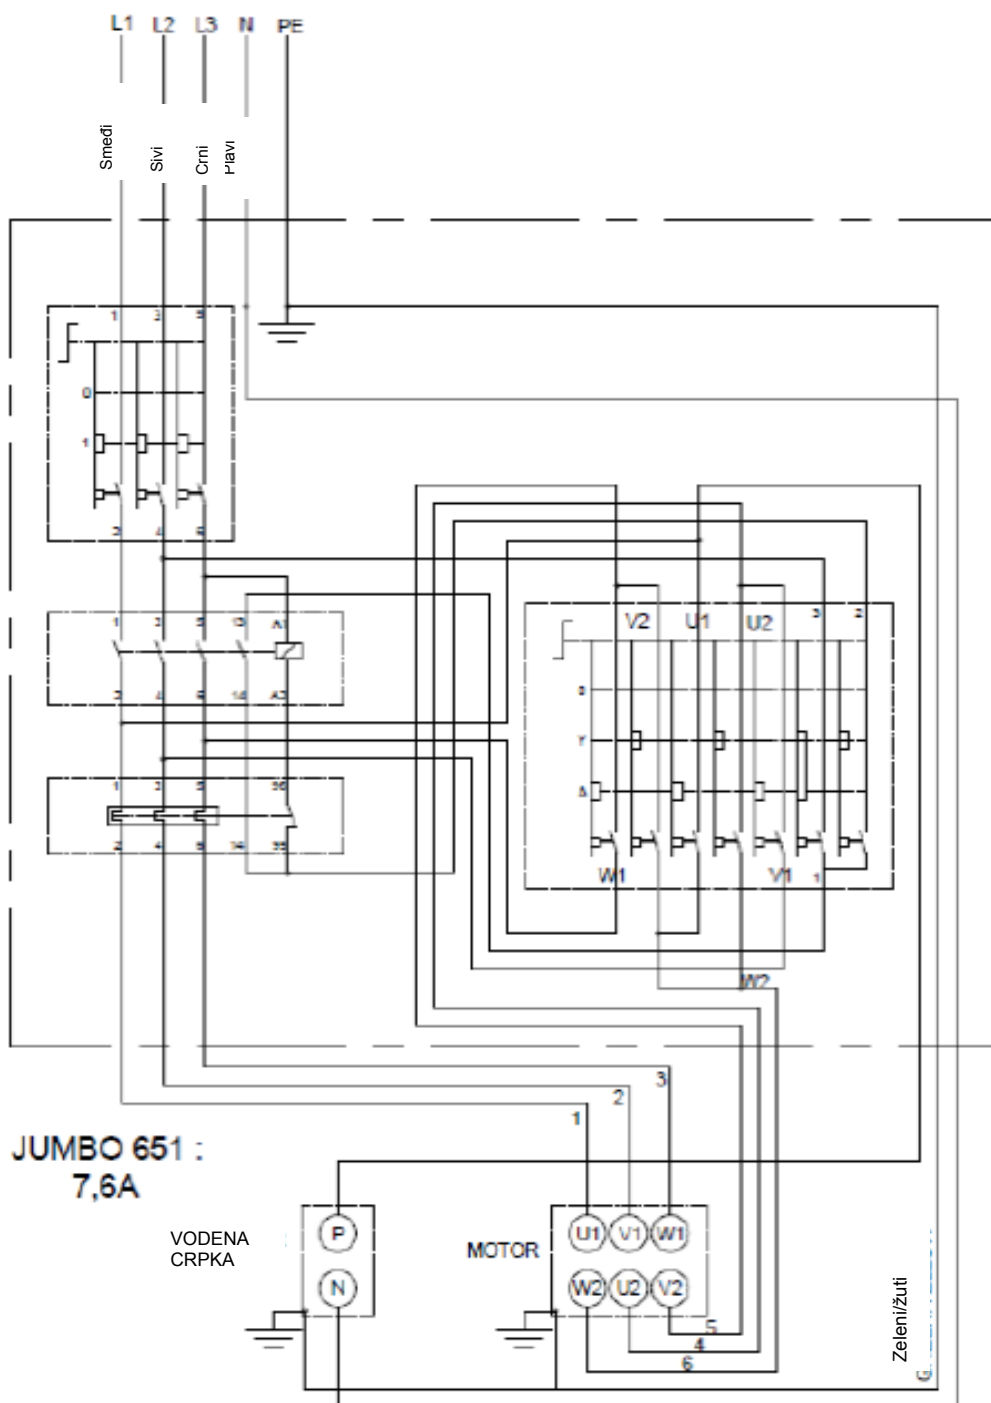 L1 L2 L3 N PE
Smeđi
Sivi
Crni
Plavi
1 3 5
0
1
2 4 6
1 3 5 13 A1
2 4 6 14 A2
1 3 5 96
2 4 6 14 95
V2 U1 U2 3 2
0
Y
Δ
W1 V1 1
W2
3
2
1
JUMBO 651 :
7,6A
VODENA
CRPKA
P
N
MOTOR
U1 V1 W1
W2 U2 V2
5
4
6
Zeleni/žuti